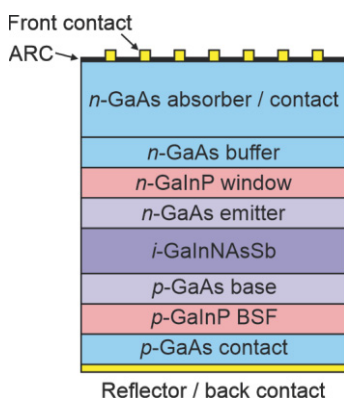 Front contact
ARC
n-GaAs absorber / contact
n-GaAs buffer
n-GaInP window
n-GaAs emitter
i-GaInNAsSb
p-GaAs base
p-GaInP BSF
p-GaAs contact
Reflector / back contact